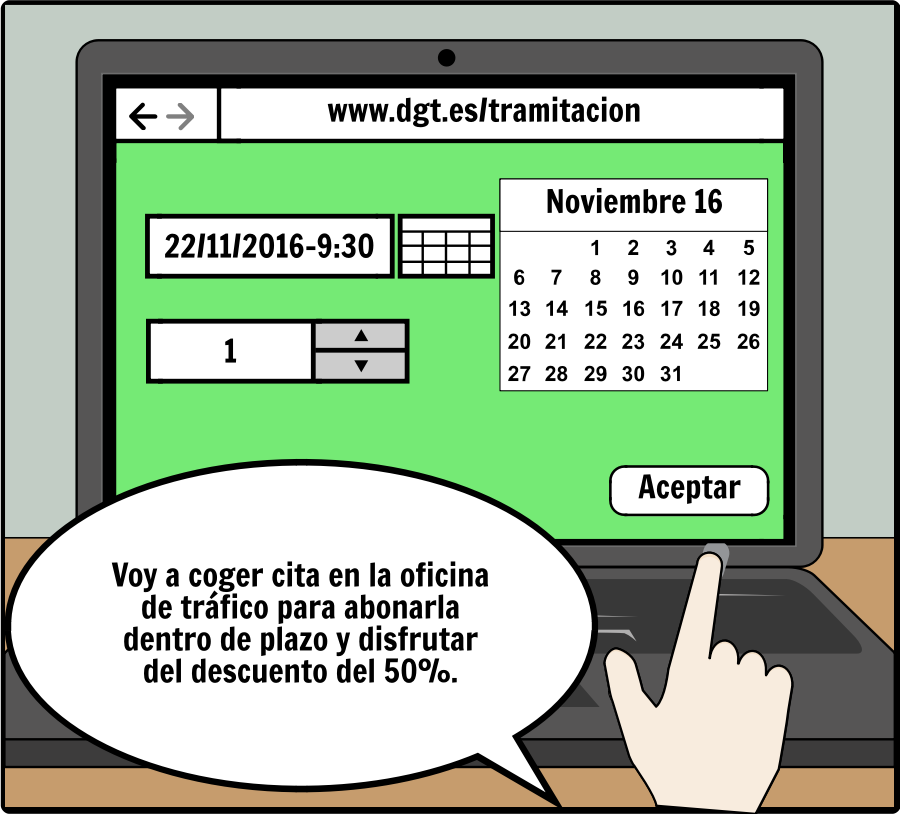 www.dgt.es/tramitacion
22/11/2016-9:30
1
Noviembre 16
1 2 3 4 5
6 7 8 9 10 11 12
13 14 15 16 17 18 19
20 21 22 23 24 25 26
27 28 29 30 31
Aceptar
Voy a coger cita en la oficina
de tráfico para abonarla
dentro de plazo y disfrutar
del descuento del 50%.